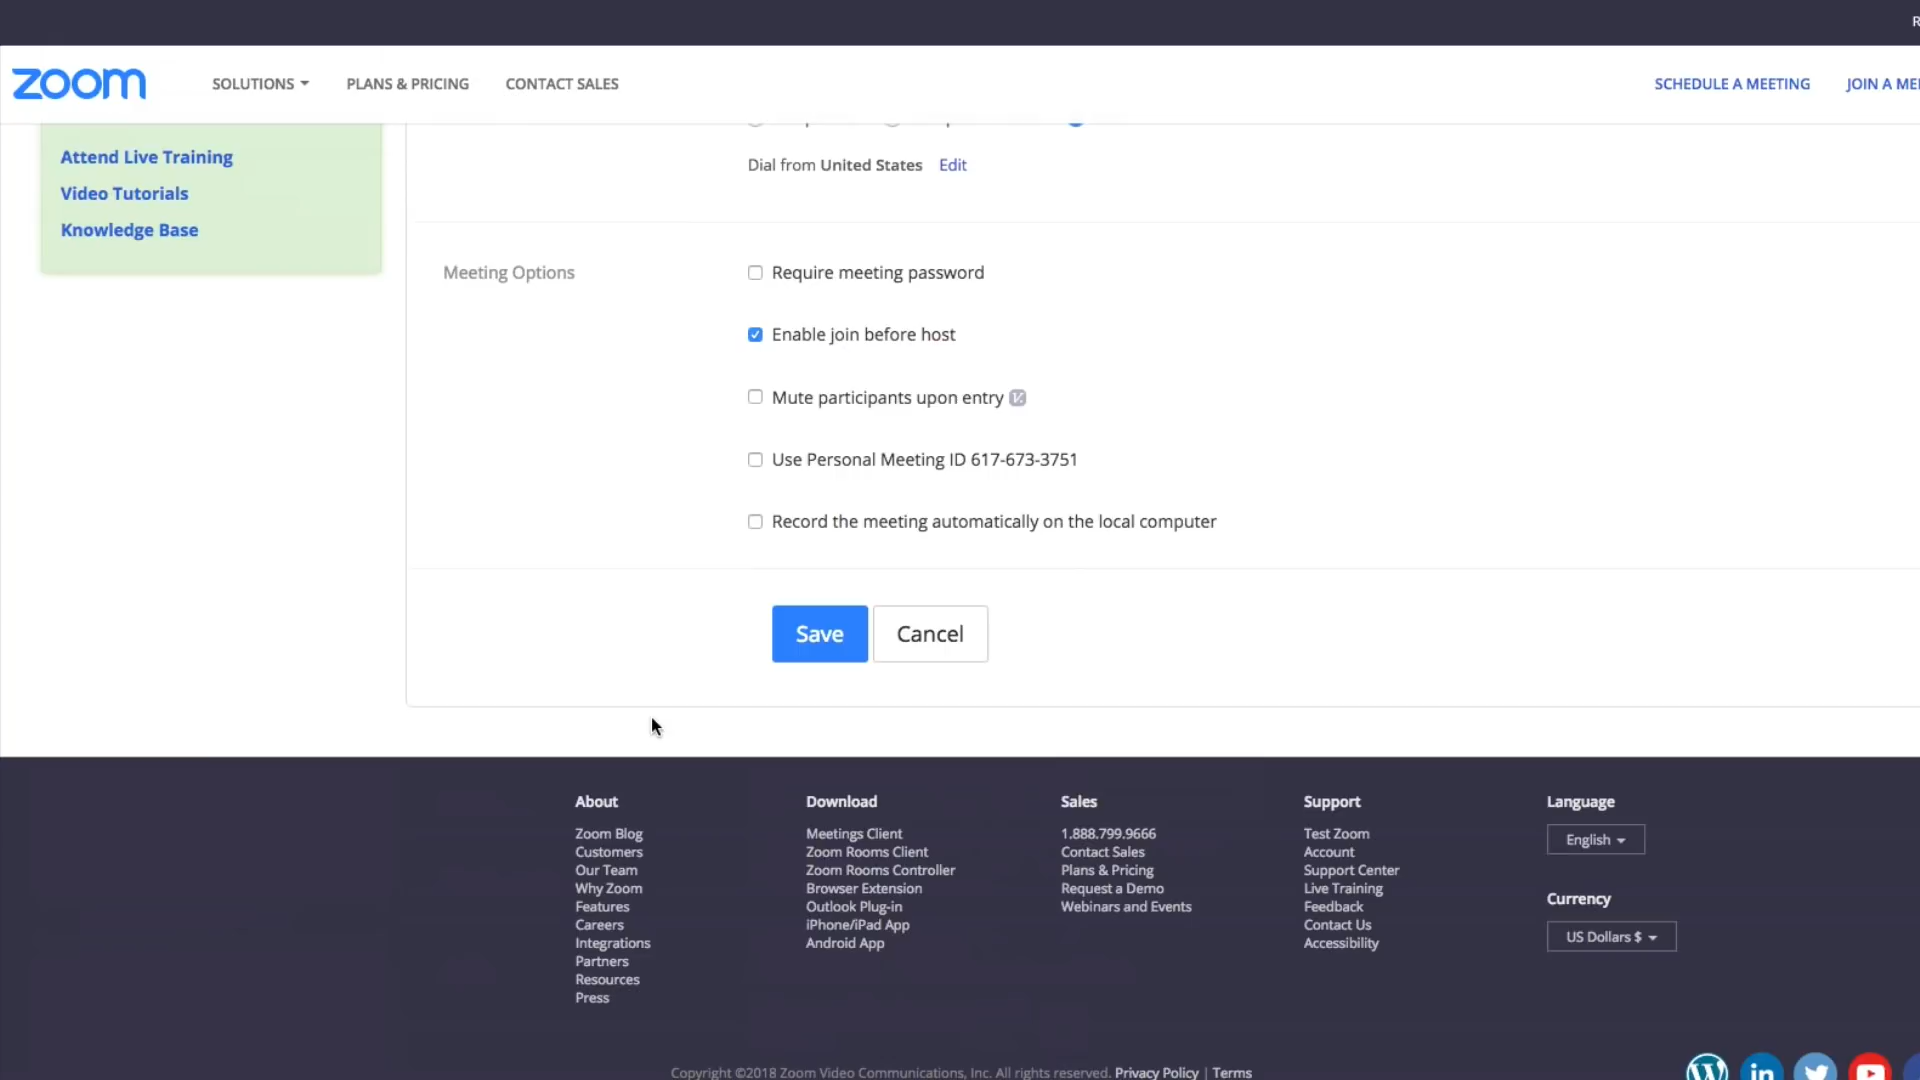 zoom
SOLUTIONS
PLANS & PRICING
CONTACT SALES
SCHEDULE A MEETING
JOIN A ME
Attend Live Training
Video Tutorials
Knowledge Base
Dial from United States Edit
Meeting Options
Require meeting password
Enable join before host
Mute participants upon entry
Use Personal Meeting ID 617-673-3751
Record the meeting automatically on the local computer
Save
Cancel
About
Zoom Blog
Customers
Our Team
Why Zoom
Features
Careers
Integrations
Partners
Resources
Press
Download
Meetings Client
Zoom Rooms Client
Zoom Rooms Controller
Browser Extension
Outlook Plug-in
iPhone/iPad App
Android App
Sales
1.888.799.9666
Contact Sales
Plans & Pricing
Request a Demo
Webinars and Events
Support
Test Zoom
Account
Support Center
Live Training
Feedback
Contact Us
Accessibility
Language
English
Currency
US Dollars $
Copyright ©2018 Zoom Video Communications, Inc. All rights reserved. Privacy Policy | Terms